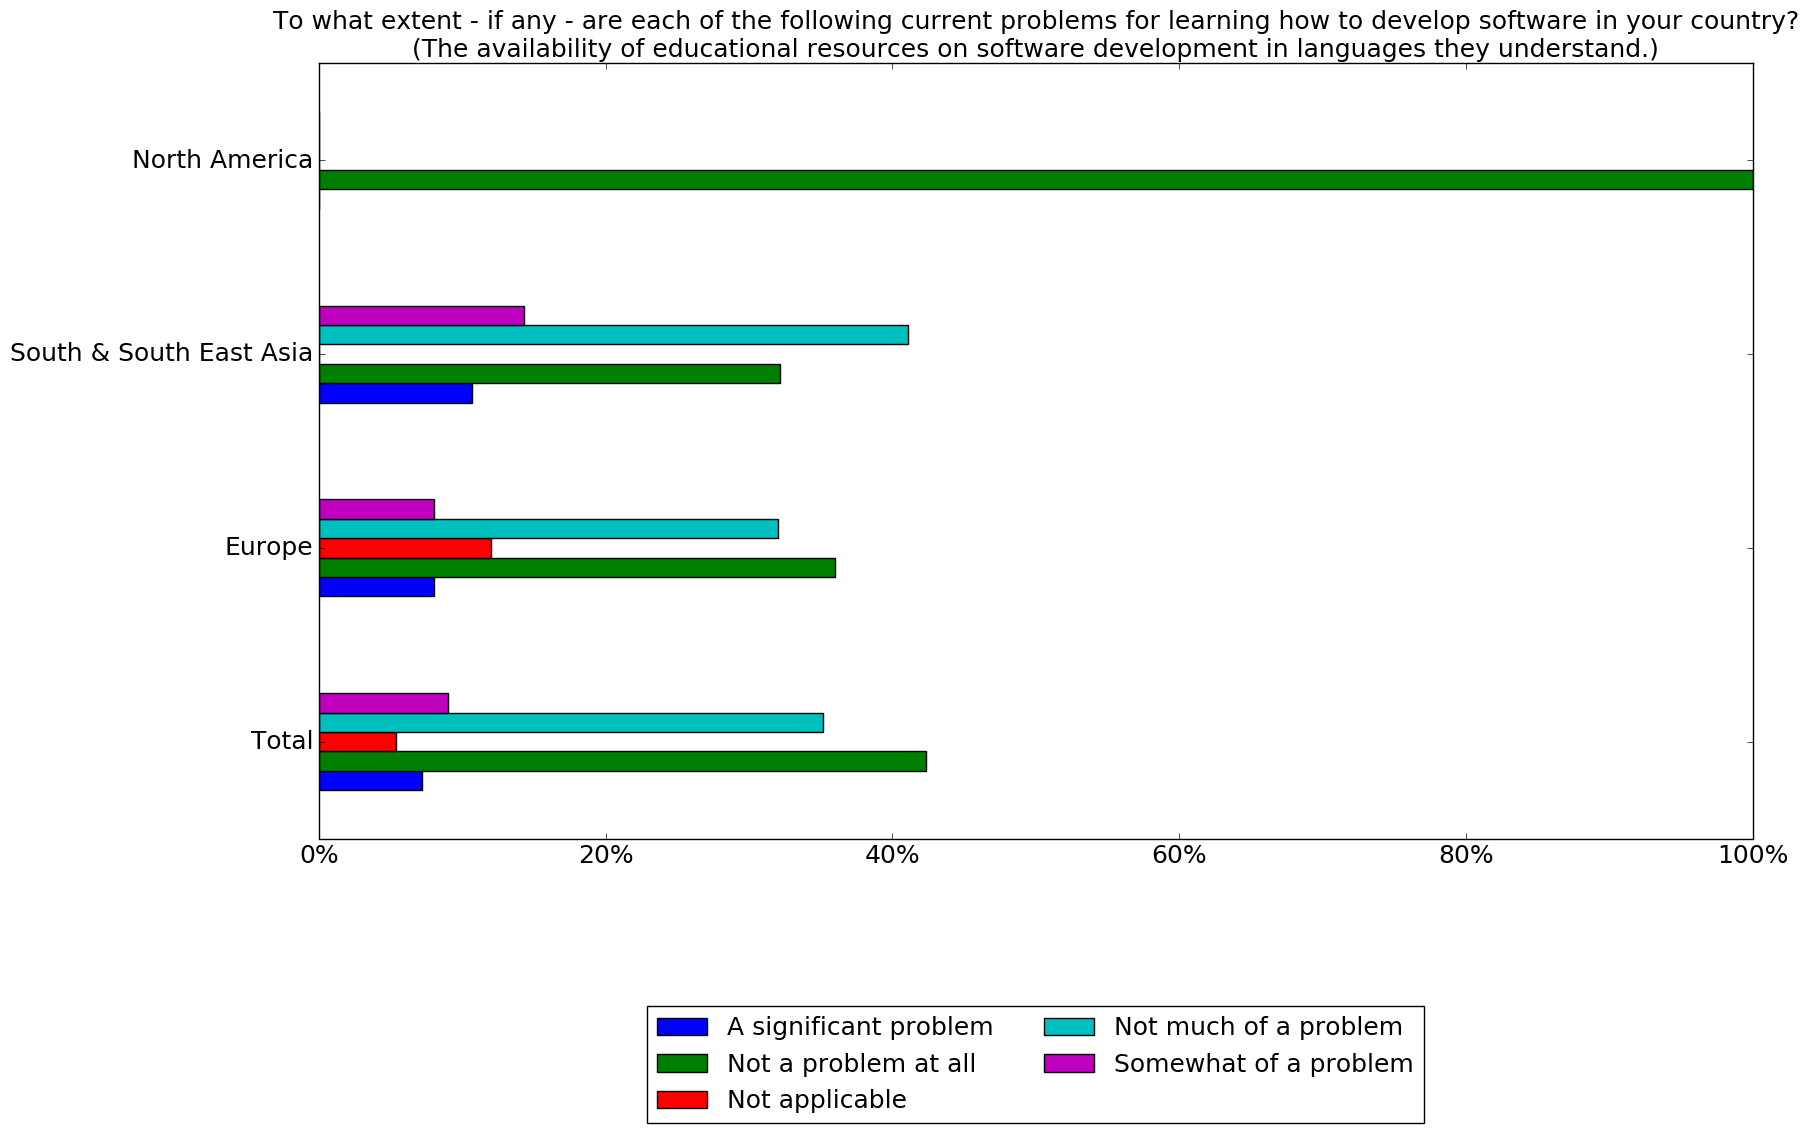 To what extent - if any - are each of the following current problems for learning how to develop software in your country?
(The availability of educational resources on software development in languages they understand.)
North America
South & South East Asia
Europe
Total
0%
20%
40%
60%
80%
100%
A significant problem
Not a problem at all
Not applicable
Not much of a problem
Somewhat of a problem